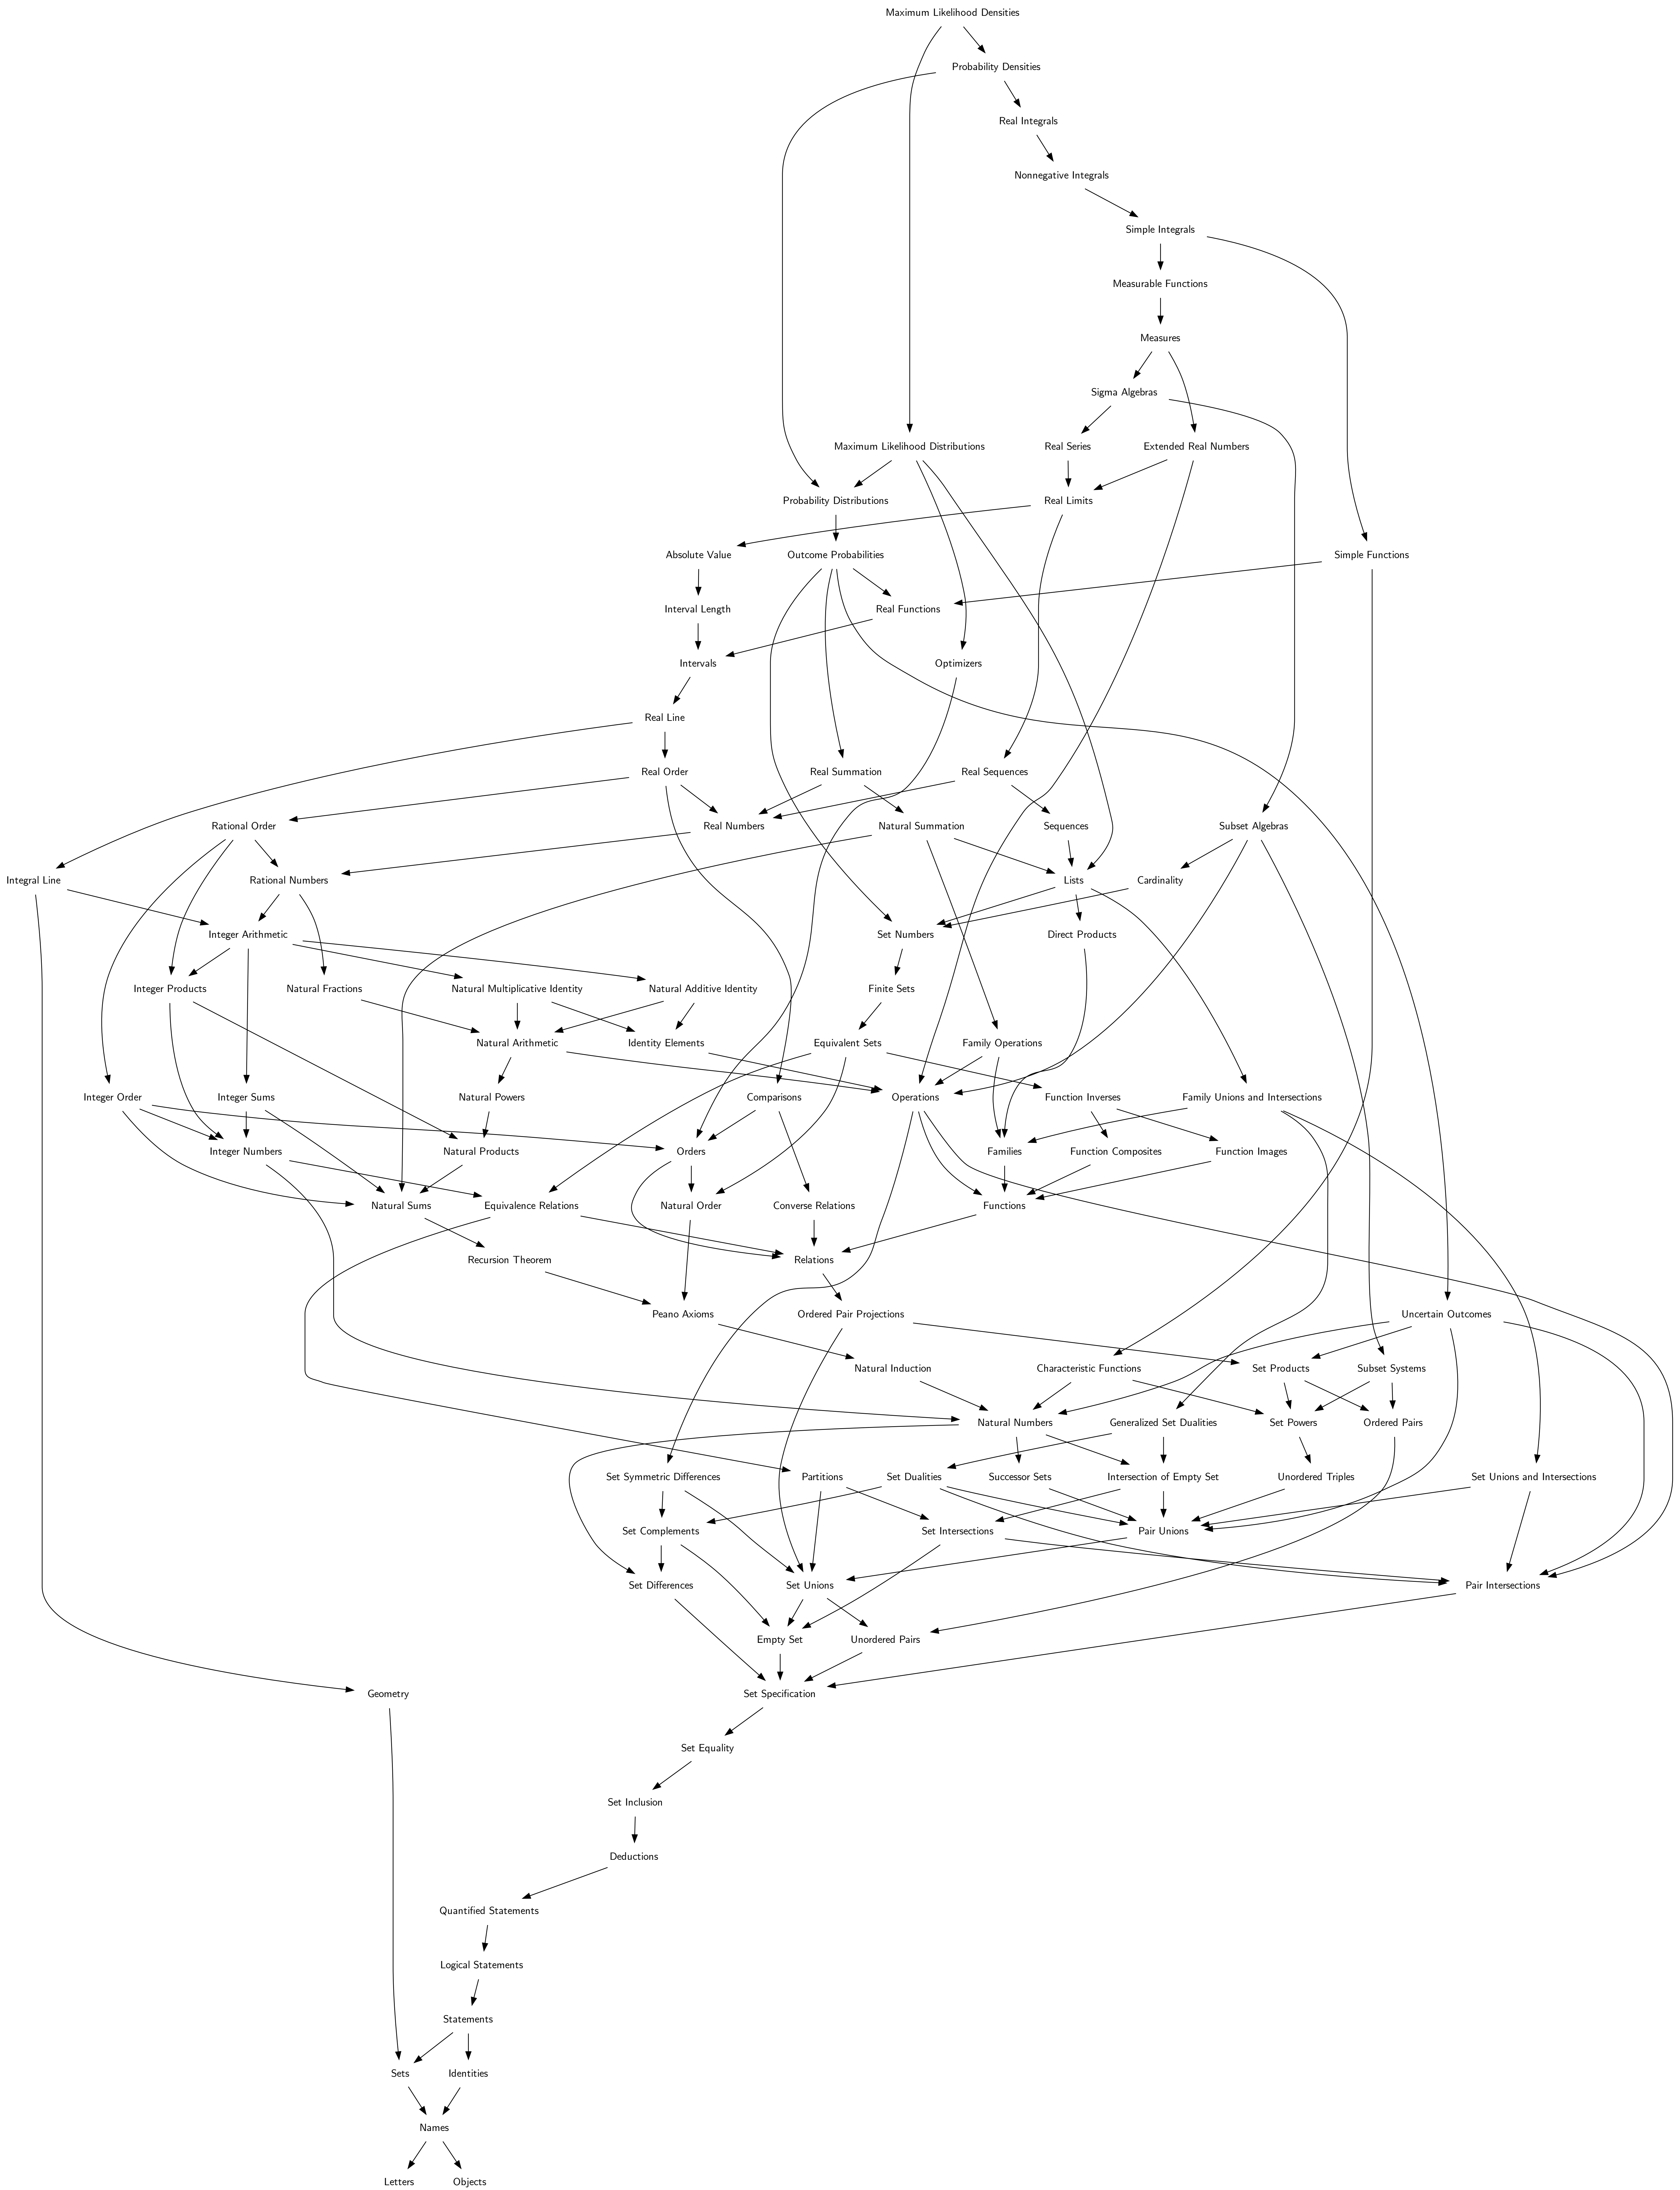 Maximum Likelihood Densities
Probability Densities
Real Integrals
Nonnegative Integrals
Simple Integrals
Measurable Functions
Measures
Sigma Algebras
Maximum Likelihood Distributions
Real Series
Extended Real Numbers
Probability Distributions
Real Limits
Absolute Value
Outcome Probabilities
Simple Functions
Interval Length
Real Functions
Intervals
Optimizers
Real Line
Real Order
Real Summation
Real Sequences
Rational Order
Real Numbers
Natural Summation
Sequences
Subset Algebras
Integral Line
Rational Numbers
Lists
Cardinality
Integer Arithmetic
Set Numbers
Direct Products
Integer Products
Natural Fractions
Natural Multiplicative Identity
Natural Additive Identity
Finite Sets
Natural Arithmetic
Identity Elements
Equivalent Sets
Family Operations
Integer Order
Integer Sums
Natural Powers
Comparisons
Operations
Function Inverses
Family Unions and Intersections
Integer Numbers
Natural Products
Orders
Families
Function Composites
Function Images
Natural Sums
Equivalence Relations
Natural Order
Converse Relations
Functions
Recursion Theorem
Relations
Peano Axioms
Ordered Pair Projections
Uncertain Outcomes
Natural Induction
Characteristic Functions
Set Products
Subset Systems
Natural Numbers
Generalized Set Dualities
Set Powers
Ordered Pairs
Set Symmetric Differences
Partitions
Set Dualities
Successor Sets
Intersection of Empty Set
Unordered Triples
Set Unions and Intersections
Set Complements
Set Intersections
Pair Unions
Set Differences
Set Unions
Pair Intersections
Empty Set
Unordered Pairs
Geometry
Set Specification
Set Equality
Set Inclusion
Deductions
Quantified Statements
Logical Statements
Statements
Sets
Identities
Names
Letters
Objects